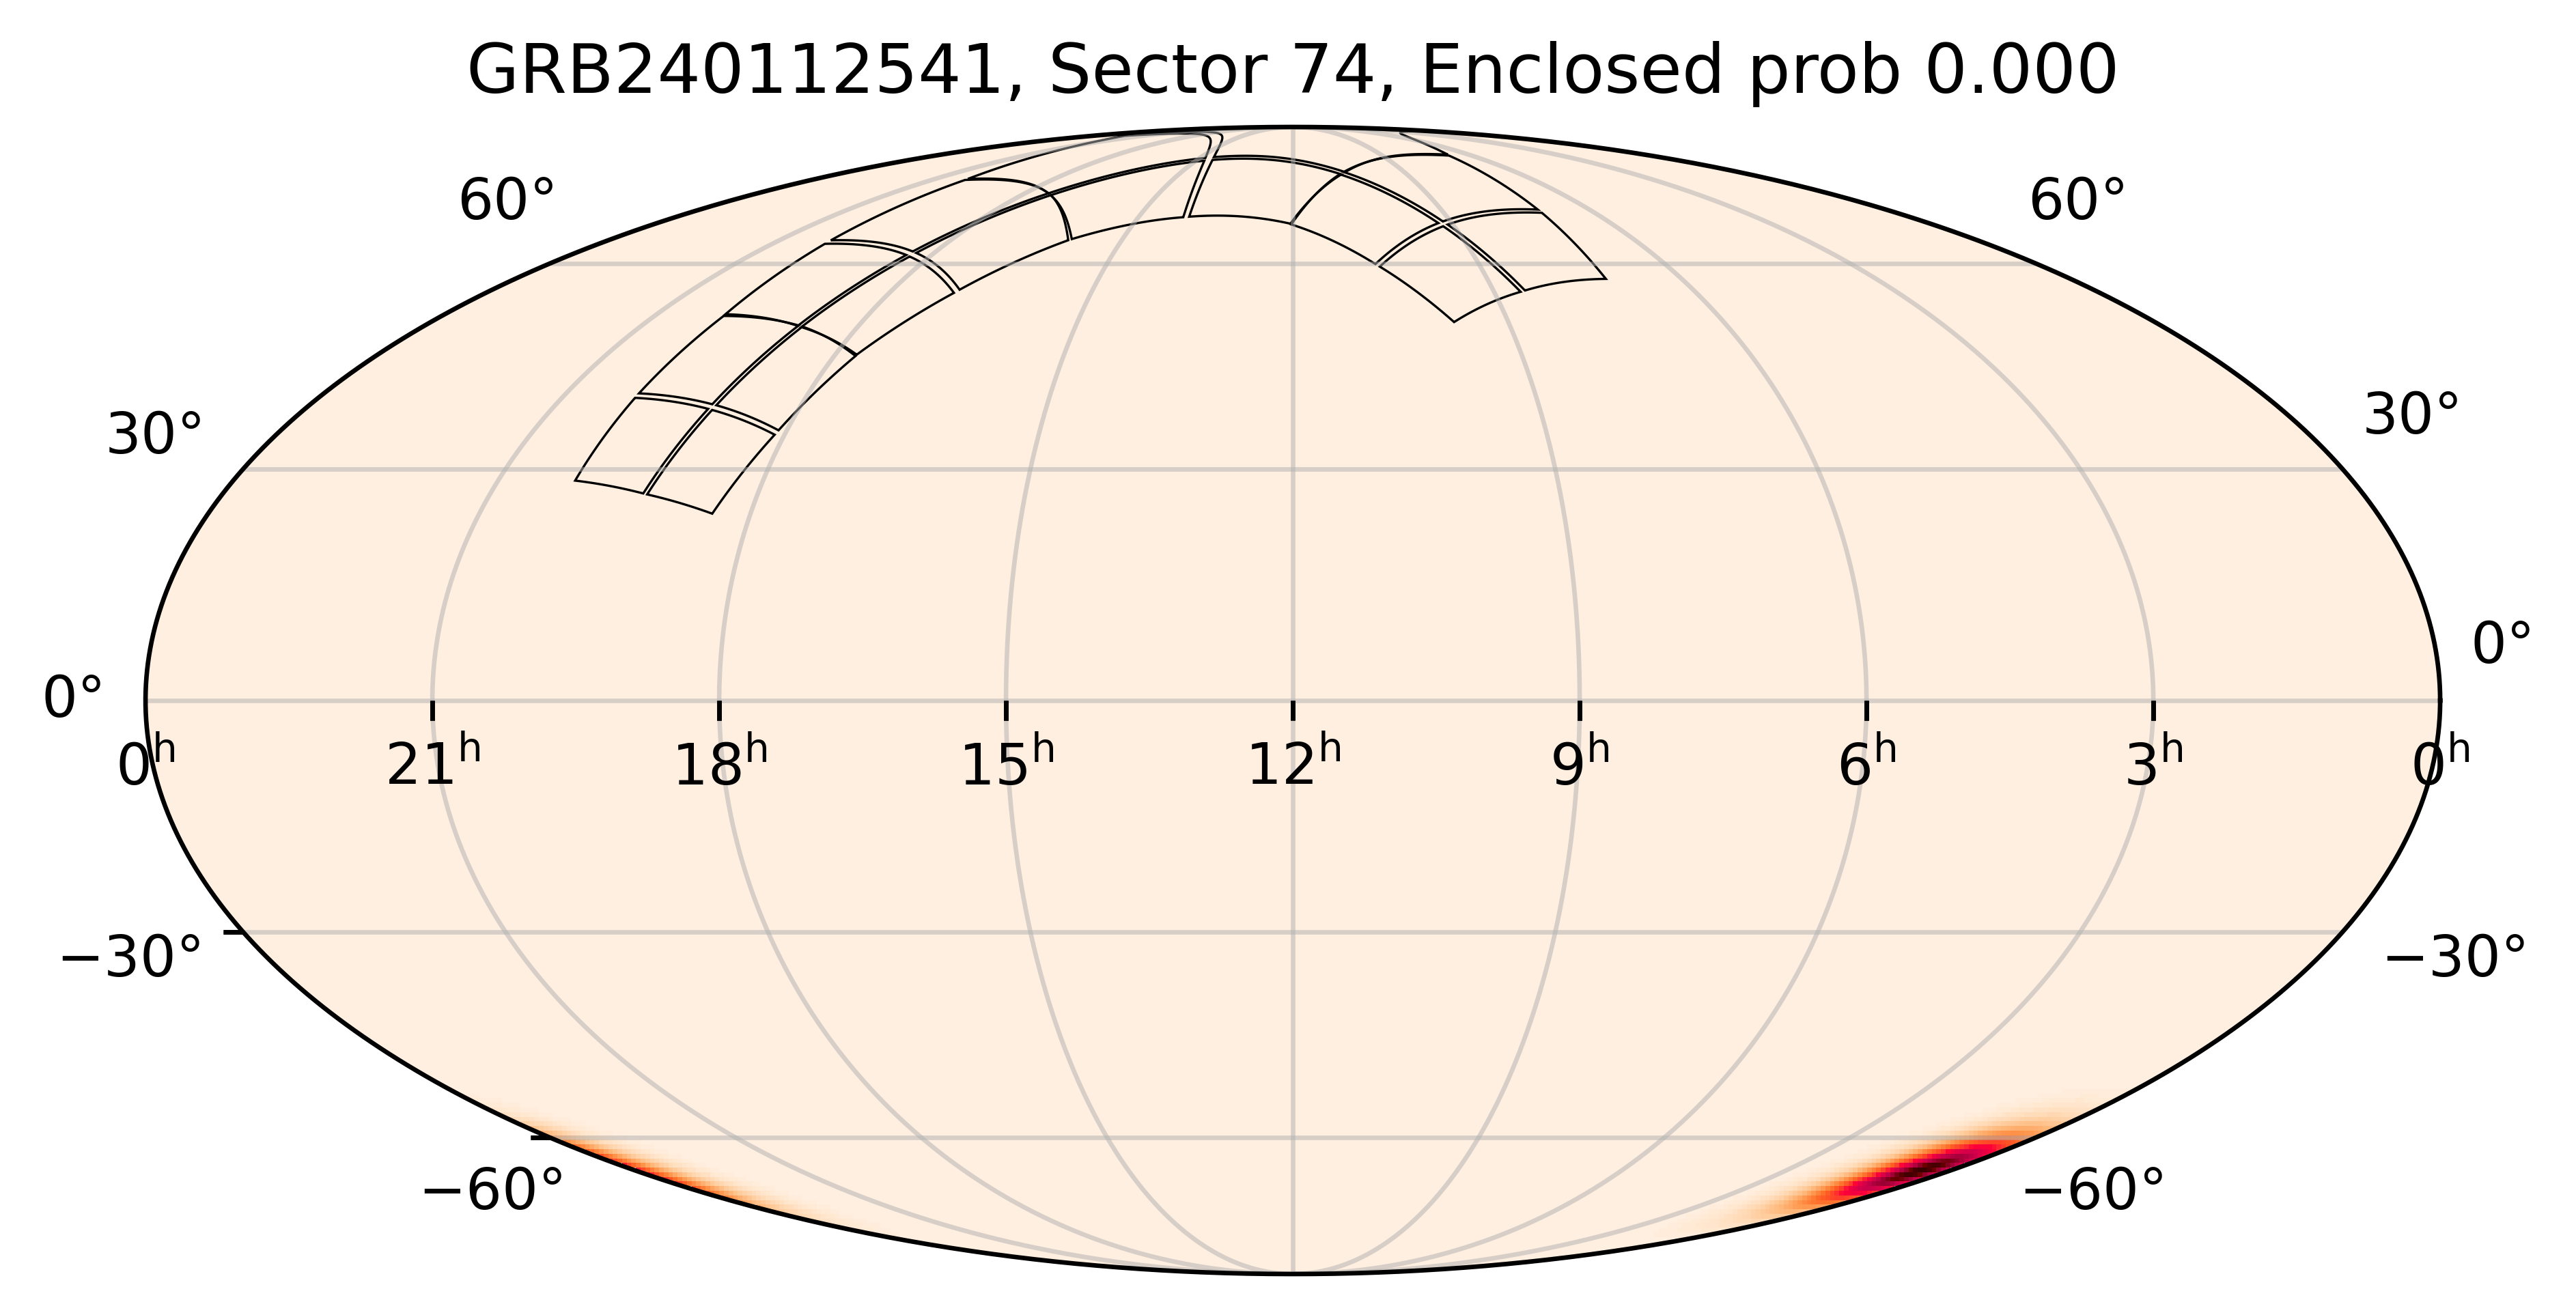 GRB240112541, Sector 74, Enclosed prob 0.000
60° 60°
30° 30°
0° 0°
0ʰ 21ʰ 18ʰ 15ʰ 12ʰ 9ʰ 6ʰ 3ʰ 0ʰ
−30° −30°
−60° −60°